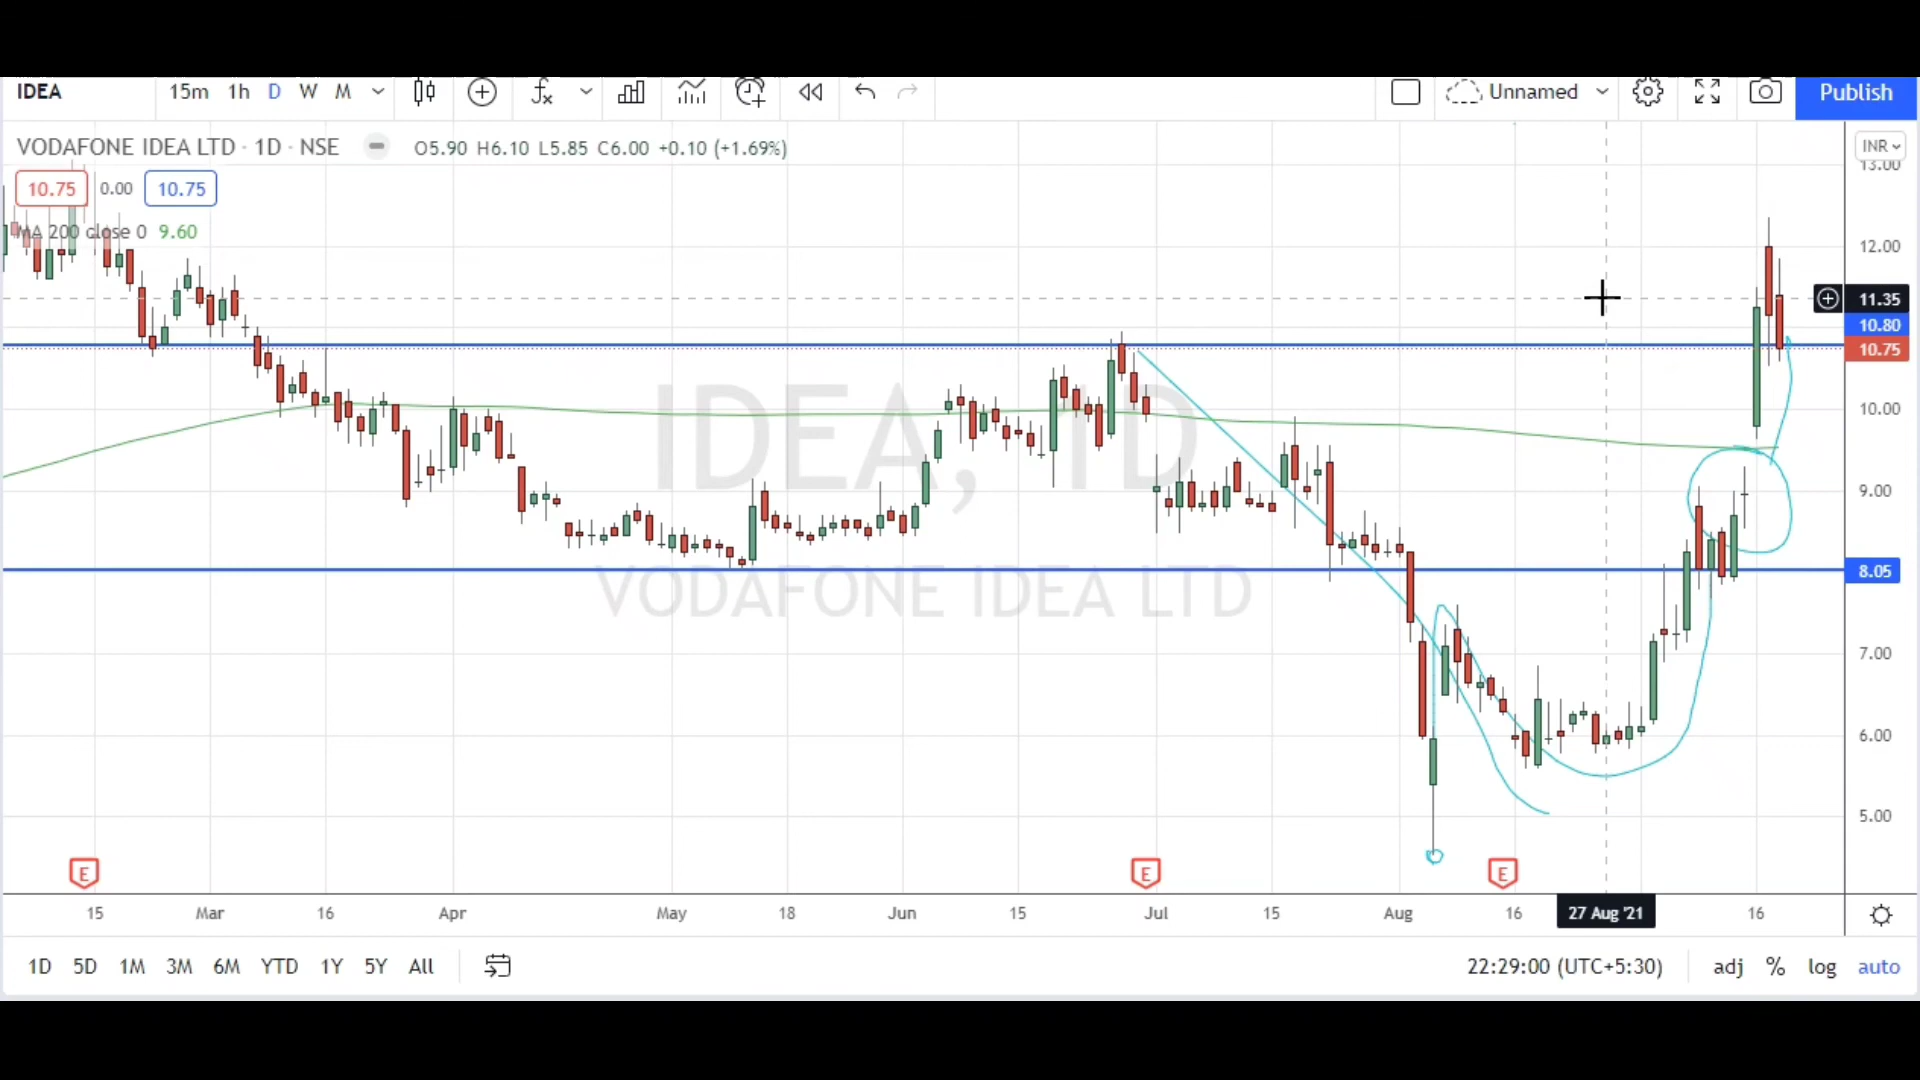 IDEA 15m 1h D W M Unnamed Publish
VODAFONE IDEA LTD · 1D · NSE O5.90 H6.10 L5.85 C6.00 +0.10 (+1.69%) INR
13.00
10.75 0.00 10.75
MA 200 close 0 9.60
12.00
11.35
10.80
10.75
10.00
IDEA, 1D
9.00
8.05
VODAFONE IDEA LTD
7.00
6.00
5.00
E E E
15 Mar 16 Apr May 18 Jun 15 Jul 15 Aug 16 27 Aug '21 16
1D 5D 1M 3M 6M YTD 1Y 5Y All 22:29:00 (UTC+5:30) adj % log auto